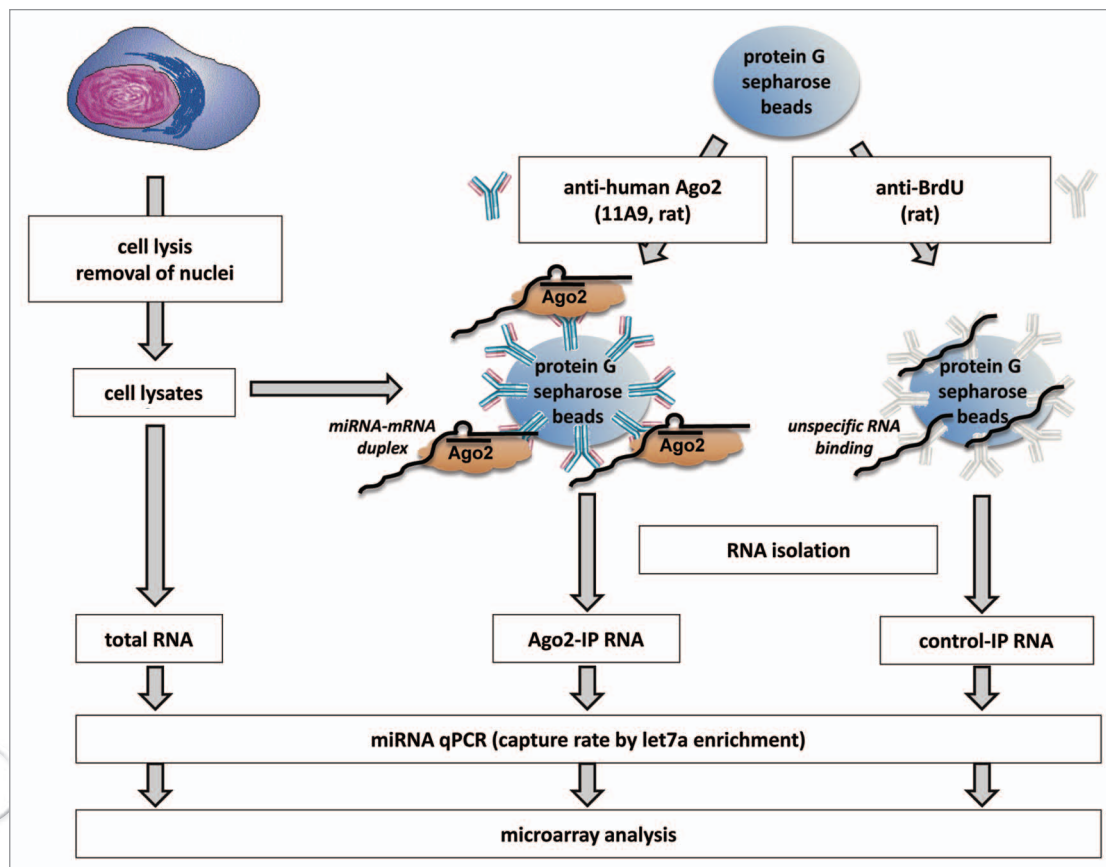 protein G
sepharose
beads
anti-human Ago2
(11A9, rat)
anti-BrdU
(rat)
cell lysis
removal of nuclei
Ago2
cell lysates
protein G
sepharose
beads
miRNA-mRNA
duplex
Ago2
Ago2
protein G
sepharose
beads
unspecific RNA
binding
RNA isolation
total RNA
Ago2-IP RNA
control-IP RNA
miRNA qPCR (capture rate by let7a enrichment)
microarray analysis